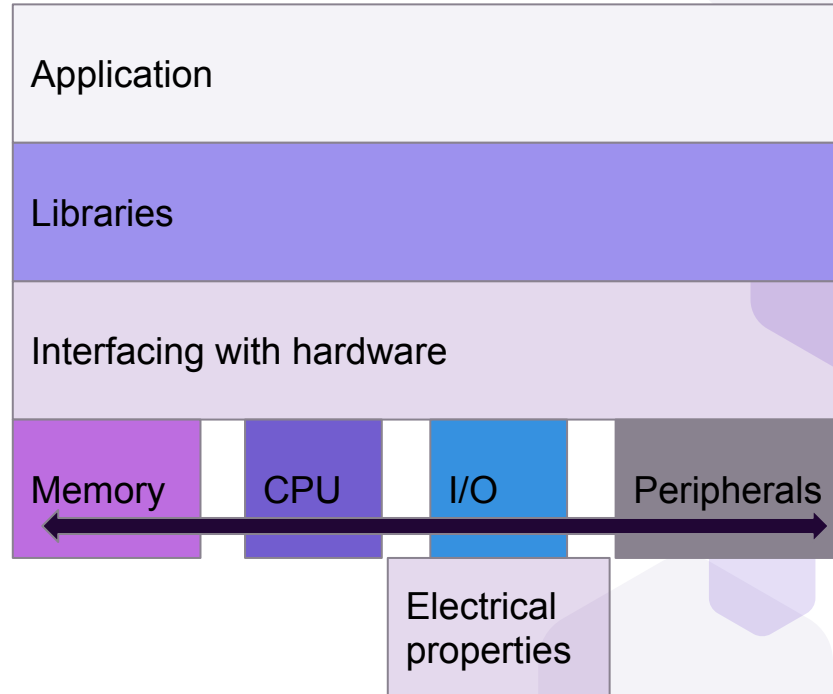 Application
Libraries
Interfacing with hardware
Memory
CPU
I/O
Peripherals
Electrical
properties